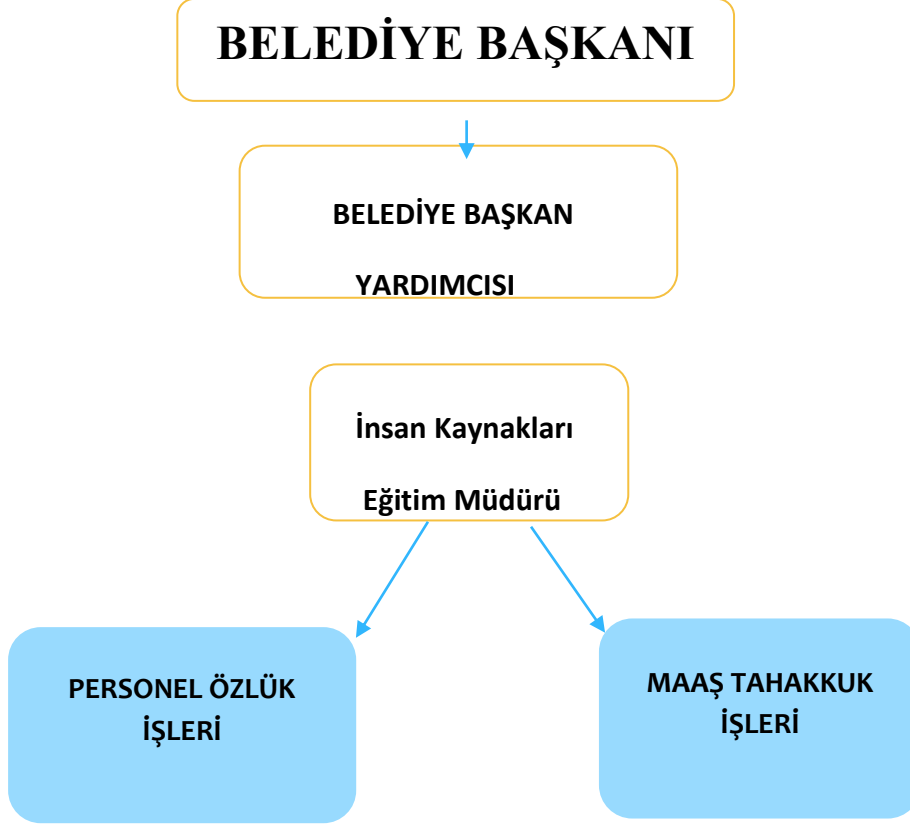 BELEDİYE BAŞKANI
BELEDİYE BAŞKAN
YARDIMCISI
İnsan Kaynakları
Eğitim Müdürü
PERSONEL ÖZLÜK
İŞLERİ
MAAŞ TAHAKKUK
İŞLERİ